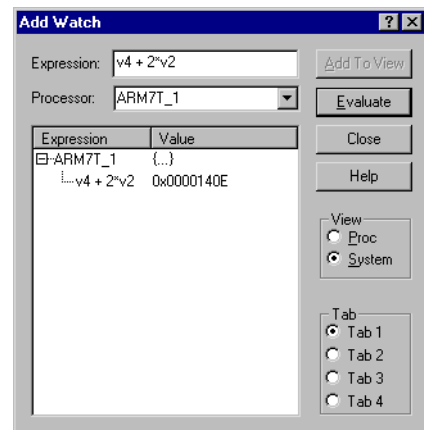 Add Watch
Expression: v4 + 2*v2
Add To View
Processor: ARM7T_1
Evaluate
Expression Value
Close
ARM7T_1 {...}
v4 + 2*v2 0x0000140E
Help
View
Proc
System
Tab
Tab 1
Tab 2
Tab 3
Tab 4